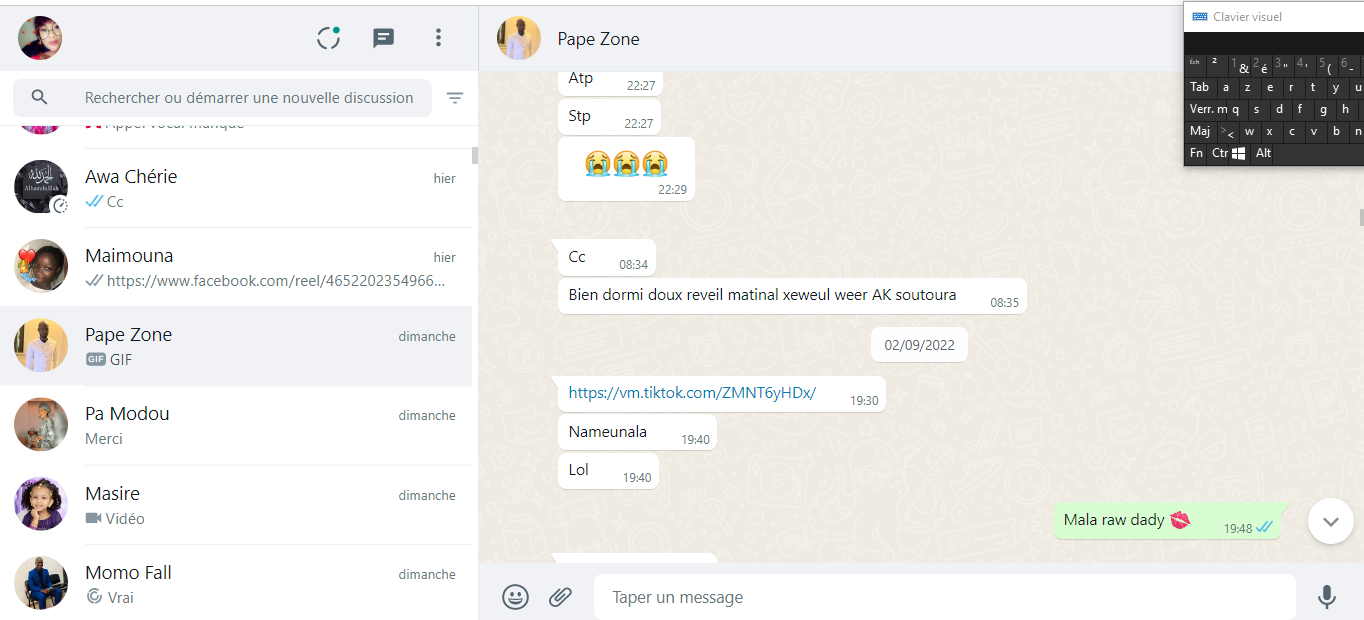 Rechercher ou démarrer une nouvelle discussion
Appel vocal manqué
Awa Chérie
hier
Cc
Maimouna
hier
https://www.facebook.com/reel/4652202354966...
Pape Zone
dimanche
GIF GIF
Pa Modou
dimanche
Merci
Masire
dimanche
Vidéo
Momo Fall
dimanche
Vrai
Pape Zone
Atp
22:27
Stp
22:27
😭😭😭
22:29
Cc
08:34
Bien dormi doux reveil matinal xeweul weer AK soutoura
08:35
02/09/2022
https://vm.tiktok.com/ZMNT6yHDx/
19:30
Nameunala
19:40
Lol
19:40
Mala raw dady 💋
19:48
Taper un message
Clavier visuel
Éch ² 1 & 2 é 3 " 4 ' 5 ( 6 -
Tab a z e r t y u
Verr. m q s d f g h
Maj > < w x c v b n
Fn Ctr Alt